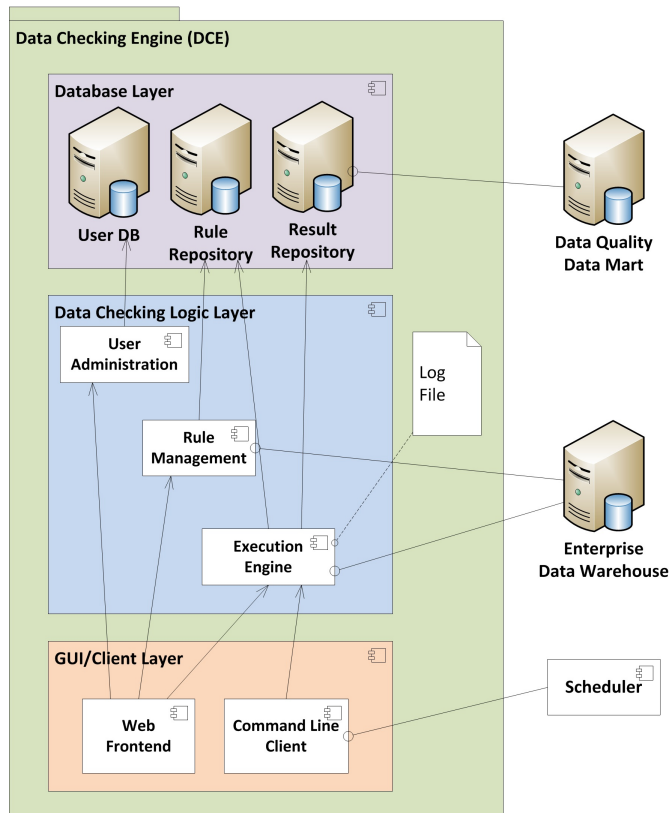 Data Checking Engine (DCE)
Database Layer
User DB
Rule
Repository
Result
Repository
Data Quality
Data Mart
Data Checking Logic Layer
User
Administration
Log
File
Rule
Management
Execution
Engine
Enterprise
Data Warehouse
GUI/Client Layer
Web
Frontend
Command Line
Client
Scheduler